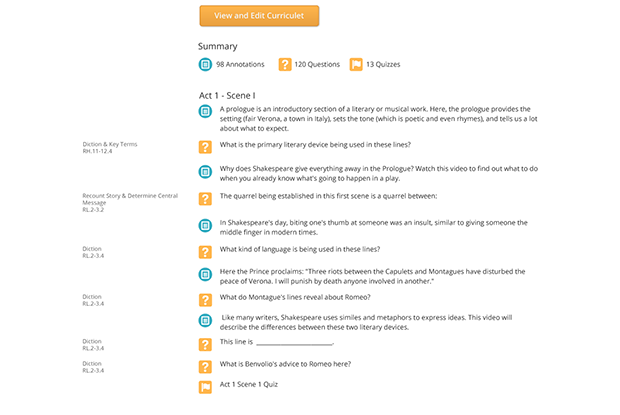 View and Edit Curriculet
Summary
98 Annotations 120 Questions 13 Quizzes
Act 1 - Scene I
A prologue is an introductory section of a literary or musical work. Here, the prologue provides the
setting (fair Verona, a town in Italy), sets the tone (which is poetic and even rhymes), and tells us a lot
about what to expect.
Diction & Key Terms
RH.11-12.4
What is the primary literary device being used in these lines?
Why does Shakespeare give everything away in the Prologue? Watch this video to find out what to do
when you already know what's going to happen in a play.
Recount Story & Determine Central
Message
RL.2-3.2
The quarrel being established in this first scene is a quarrel between:
In Shakespeare's day, biting one's thumb at someone was an insult, similar to giving someone the
middle finger in modern times.
Diction
RL.2-3.4
What kind of language is being used in these lines?
Here the Prince proclaims: "Three riots between the Capulets and Montagues have disturbed the
peace of Verona. I will punish by death anyone involved in another."
Diction
RL.2-3.4
What do Montague's lines reveal about Romeo?
Like many writers, Shakespeare uses similes and metaphors to express ideas. This video will
describe the differences between these two literary devices.
Diction
RL.2-3.4
This line is ______________________.
Diction
RL.2-3.4
What is Benvolio's advice to Romeo here?
Act 1 Scene 1 Quiz